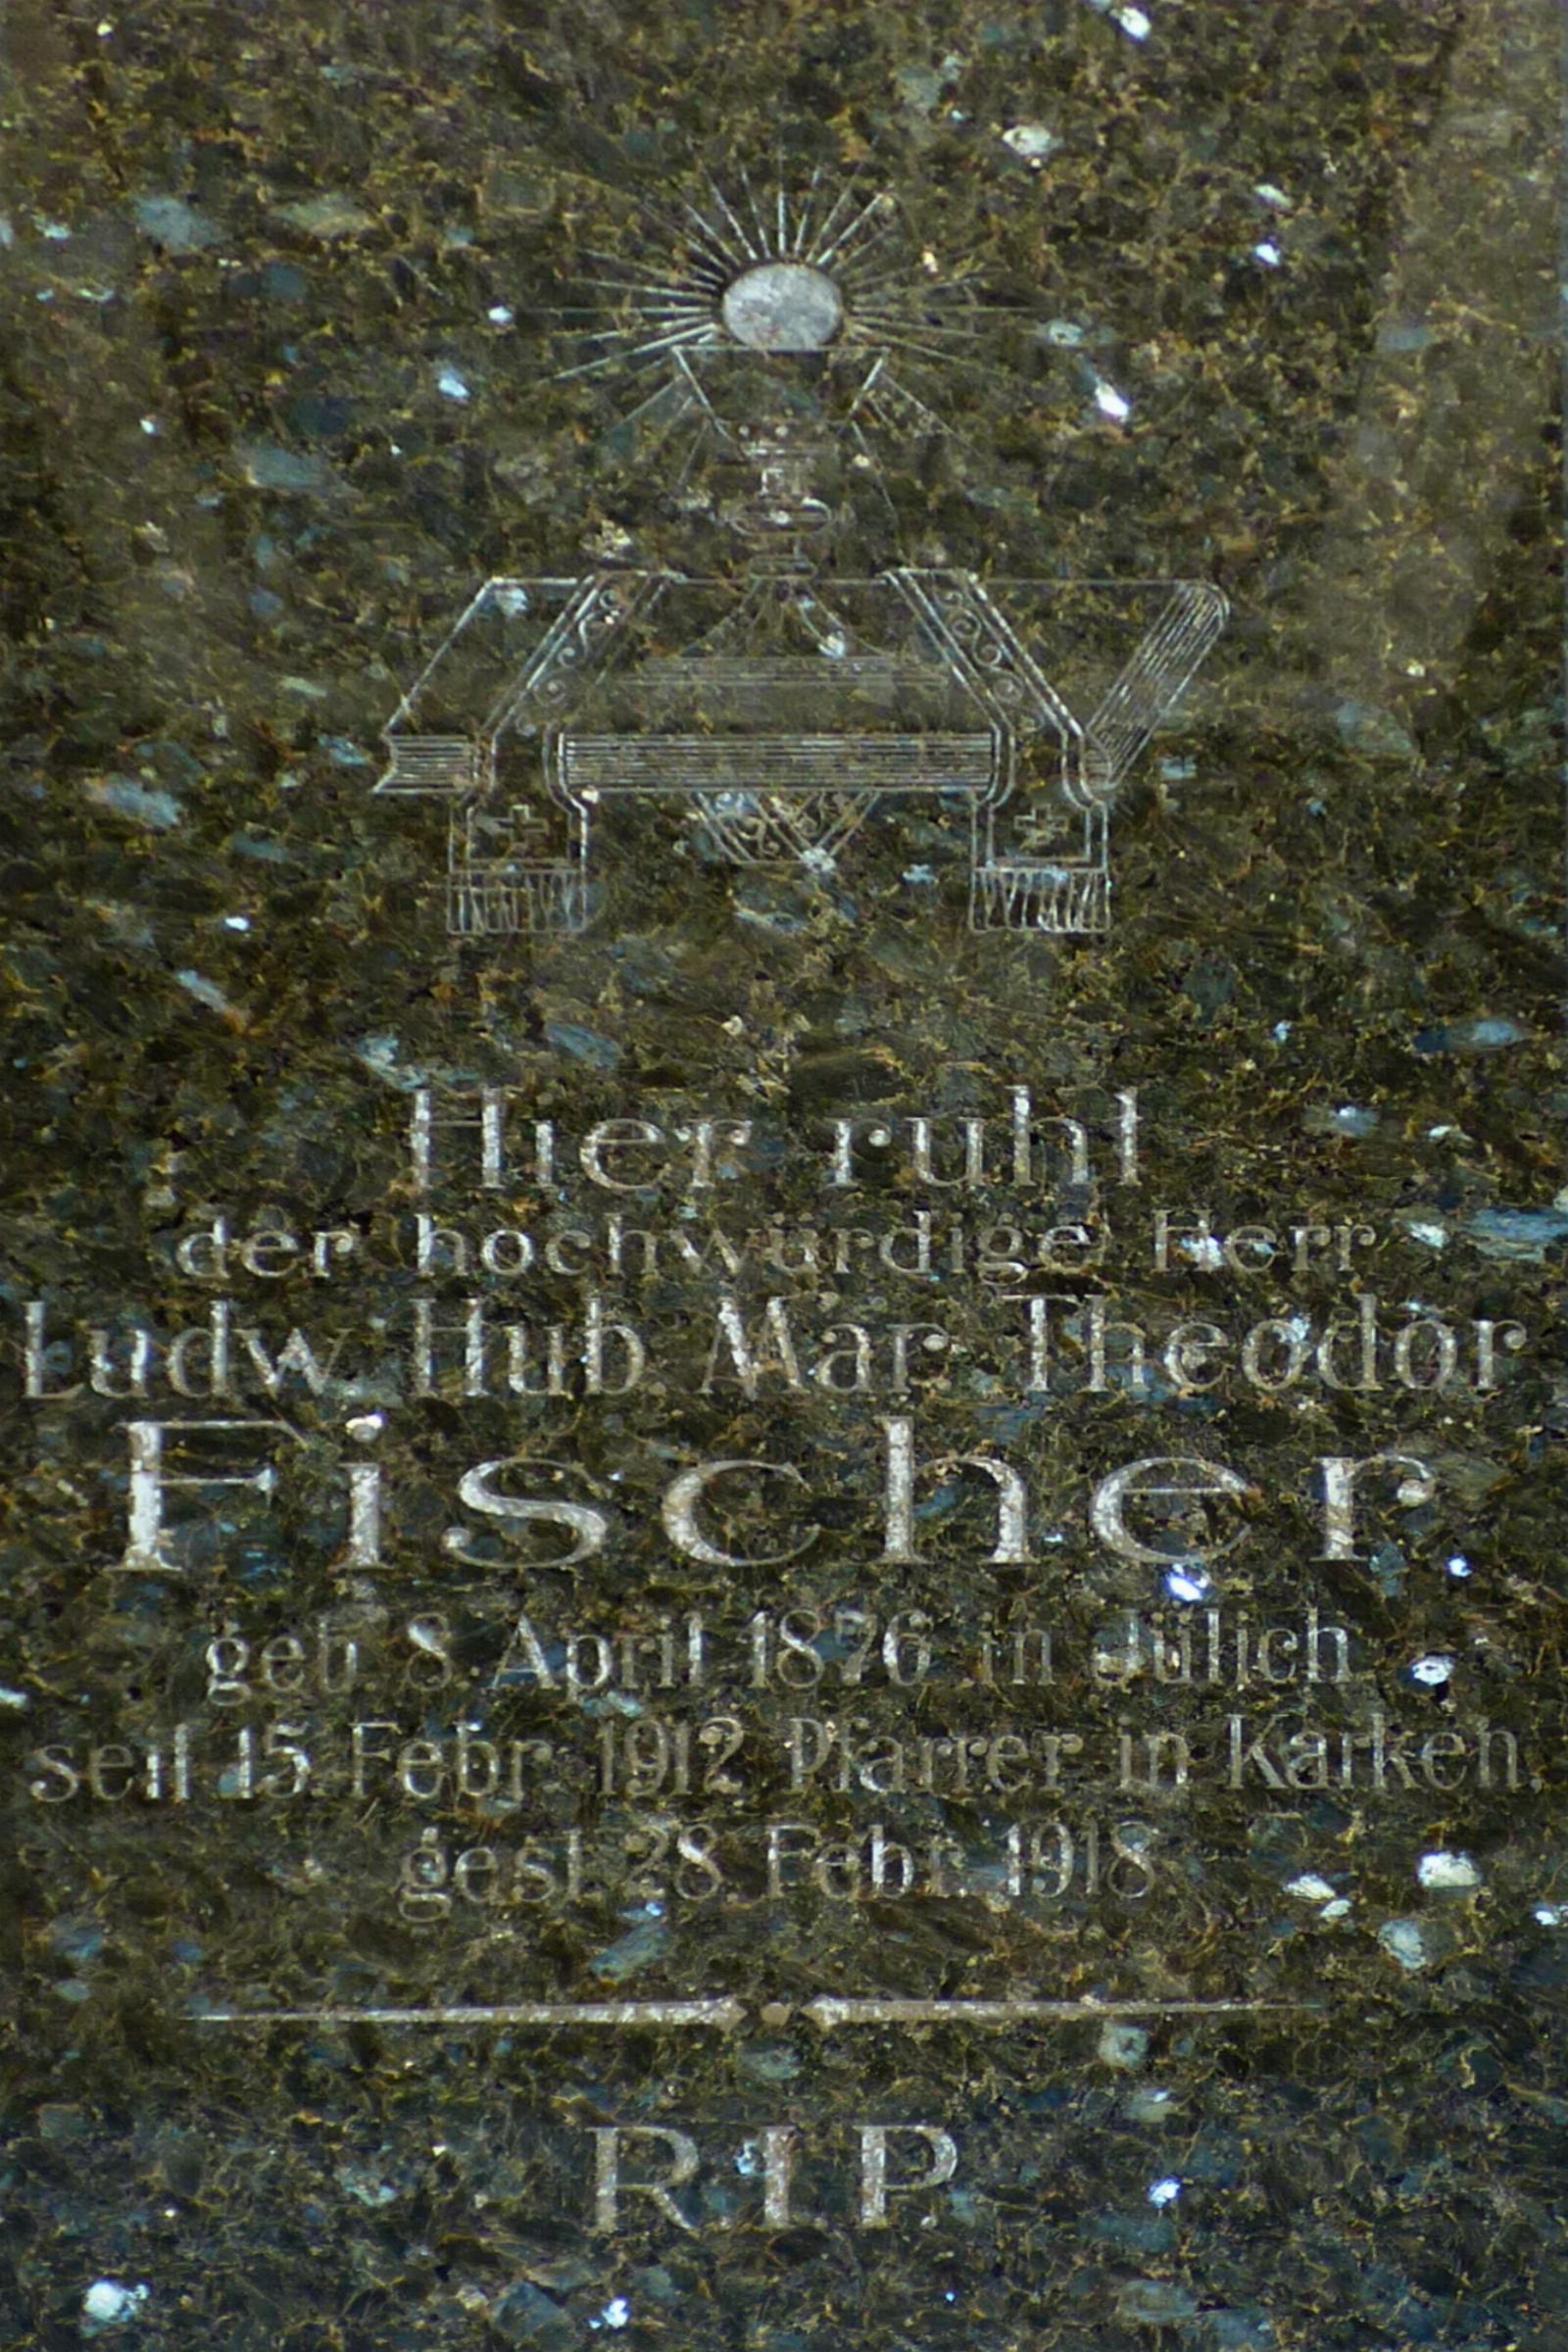 Hier ruht
der hochwürdige Herr
Ludw. Hub. Mar. Theodor
Fischer
geb. 8. April 1876 in Jülich
seit 15. Febr. 1912 Pfarrer in Karken,
gest. 28. Febr. 1918.
R.I.P.